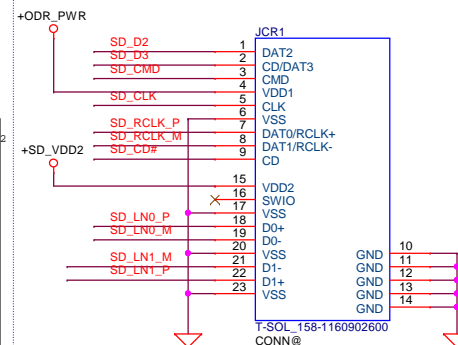 +ODR_PWR
JCR1
SD_D2 1 DAT2
SD_D3 2 CD/DAT3
SD_CMD 3 CMD
4 VDD1
SD_CLK 5 CLK
6 VSS
SD_RCLK_P 7 DAT0/RCLK+
SD_RCLK_M 8 DAT1/RCLK-
SD_CD# 9 CD
2
+SD_VDD2
15 VDD2
16 SWIO
17 VSS
SD_LN0_P 18 D0+
SD_LN0_M 19 D0-
20 VSS GND 10
SD_LN1_M 21 D1- GND 11
SD_LN1_P 22 D1+ GND 12
23 VSS GND 13
GND 14
T-SOL_158-1160902600
CONN@